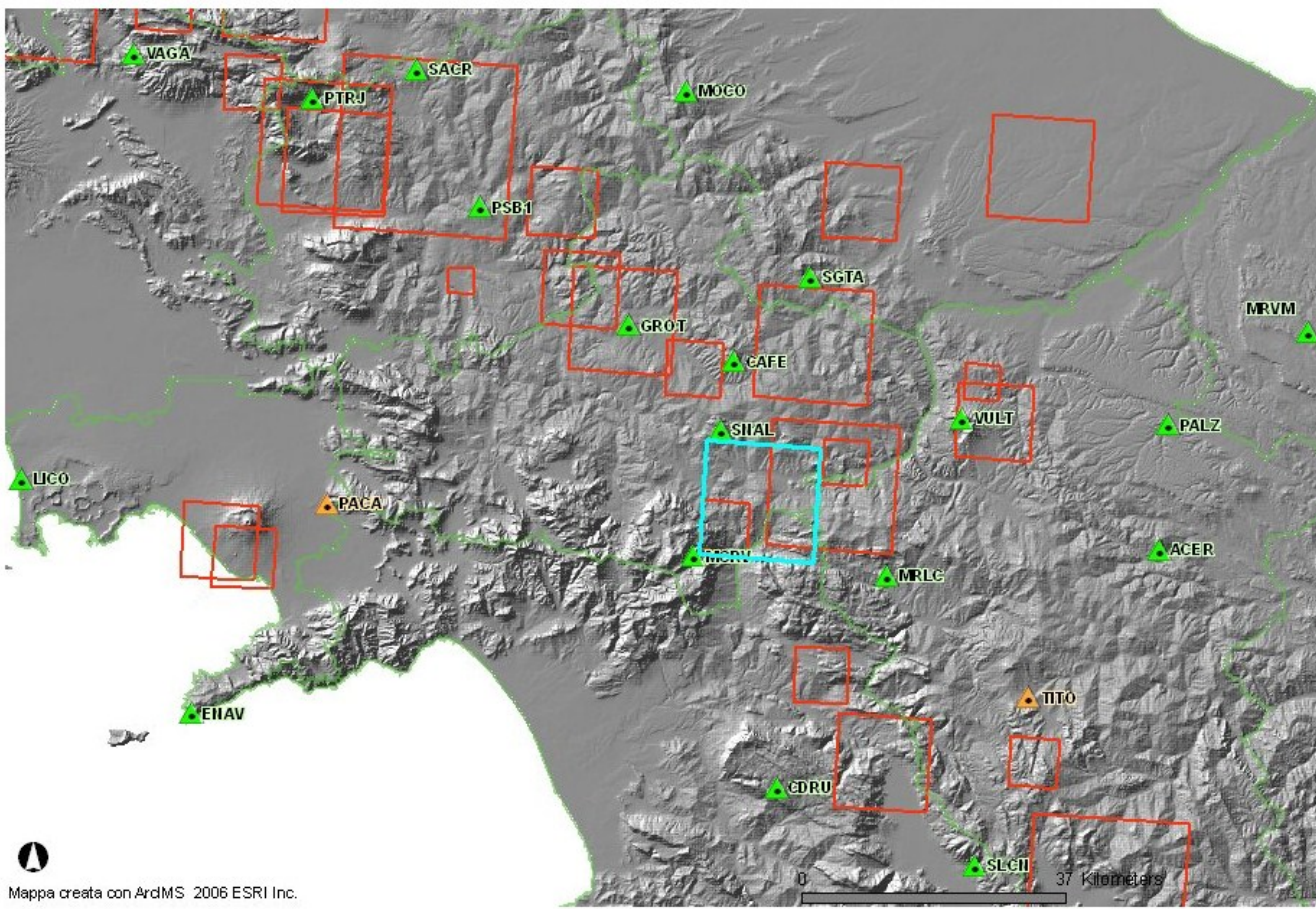 VAGA
SACR
PTRJ
MOCO
PSB1
SGTA
MRVM
GROT
CAFE
VULT
PALZ
SNAL
LICO
PACA
ACER
MCRV
MRLC
TITO
ENAV
CDRU
SLCN
0 37 Kilometers
Mappa creata con ArcIMS 2006 ESRI Inc.